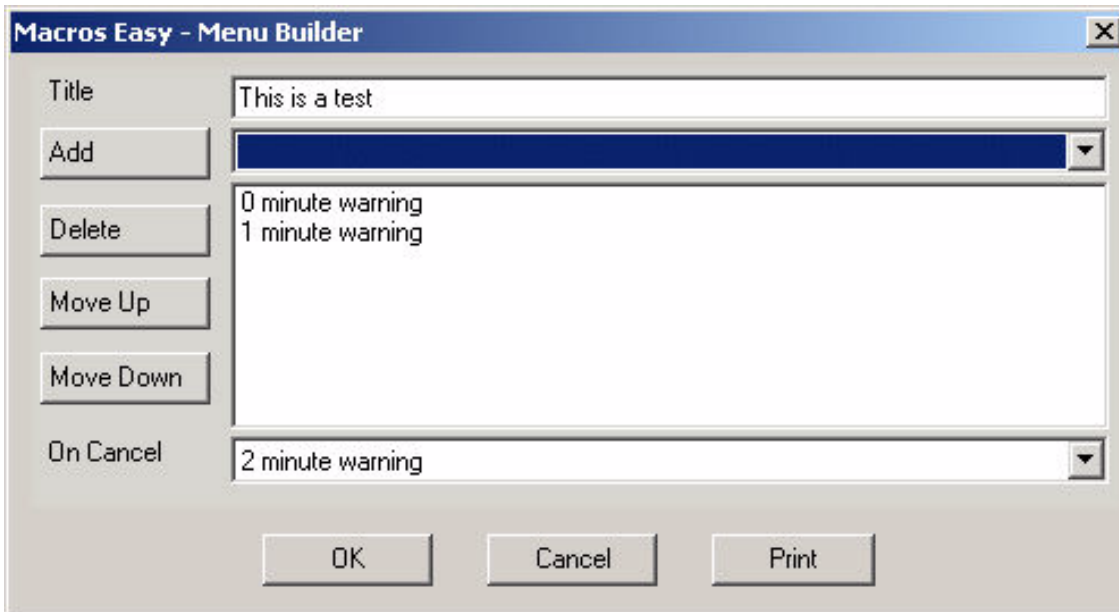 Macros Easy - Menu Builder
Title
This is a test
Add
Delete
0 minute warning
1 minute warning
Move Up
Move Down
On Cancel
2 minute warning
OK
Cancel
Print